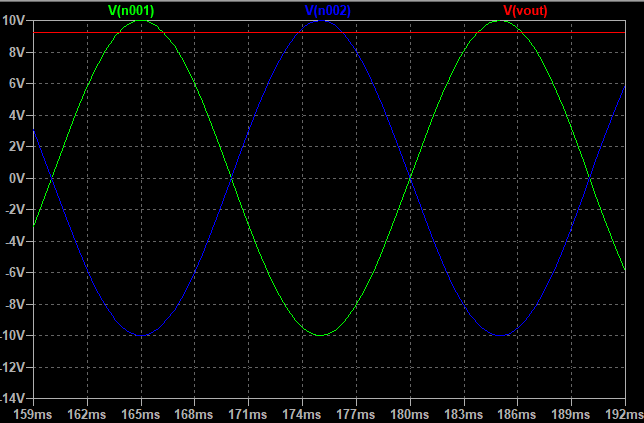 V(n001) V(n002) V(vout)
10V
8V
6V
4V
2V
0V
-2V
-4V
-6V
-8V
-10V
-12V
-14V
159ms 162ms 165ms 168ms 171ms 174ms 177ms 180ms 183ms 186ms 189ms 192ms